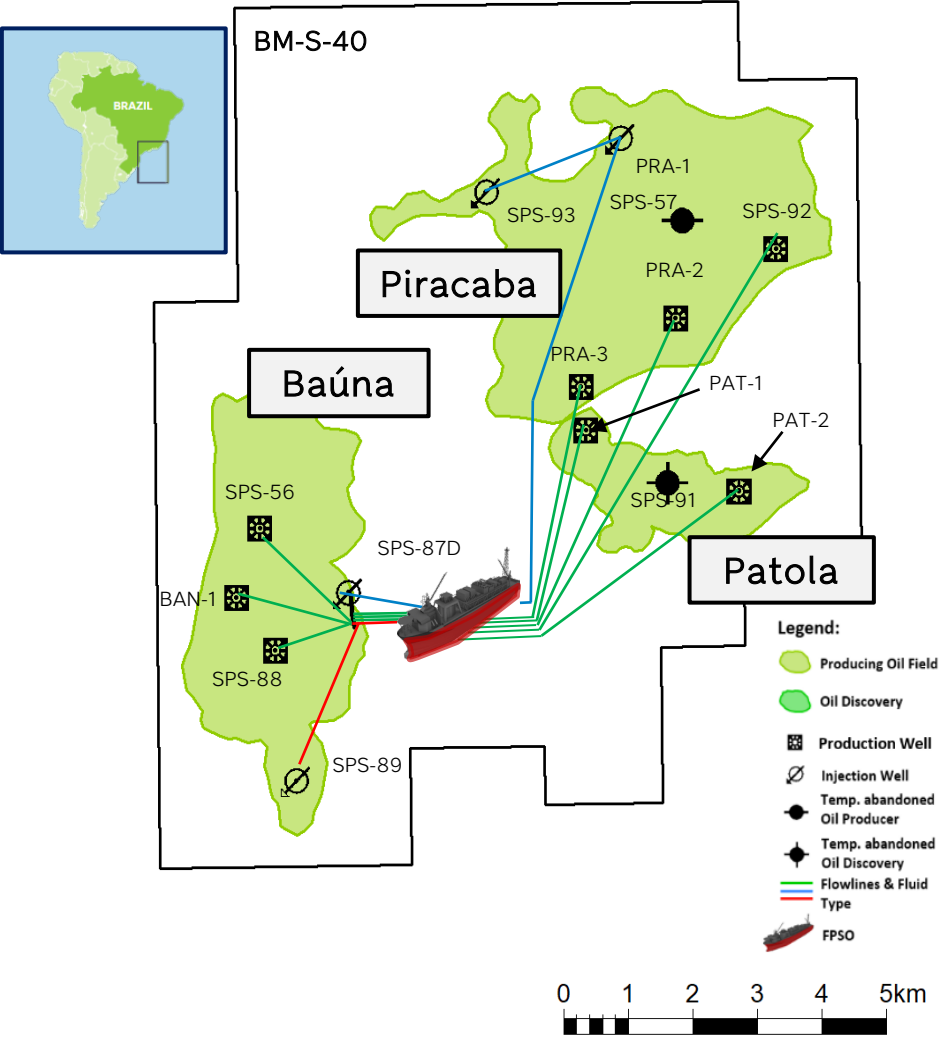 BM-S-40
BRAZIL
PRA-1
SPS-93
SPS-57
SPS-92
Piracaba
PRA-2
PRA-3
Baúna
PAT-1
PAT-2
SPS-56
SPS-91
SPS-87D
Patola
BAN-1
SPS-88
SPS-89
Legend:
Producing Oil Field
Oil Discovery
Production Well
Injection Well
Temp. abandoned
Oil Producer
Temp. abandoned
Oil Discovery
Flowlines & Fluid
Type
FPSO
0 1 2 3 4 5km